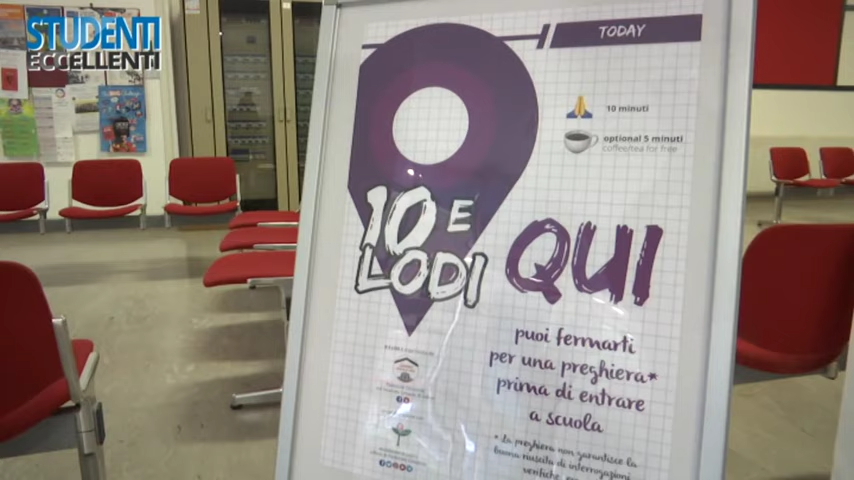 STUDENTI
ECCELLENTI
TODAY
10 minuti
optional 5 minuti
coffee/tea for free
10 E
LODI
QUI
puoi fermarti
per una preghiera*
prima di entrare
a scuola
* La preghiera non garantisce la
buona riuscita di interrogazioni
verifiche,